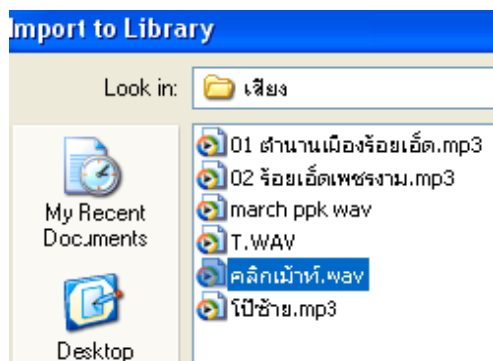 Import to Library
Look in:
เสียง
My Recent
Documents
Desktop
01 ตำนานเมืองร้อยเอ็ด.mp3
02 ร้อยเอ็ดเพชรงาม.mp3
march ppk wav
T.WAV
คลิกเม้าท์.wav
โป๊ซ้าย.mp3